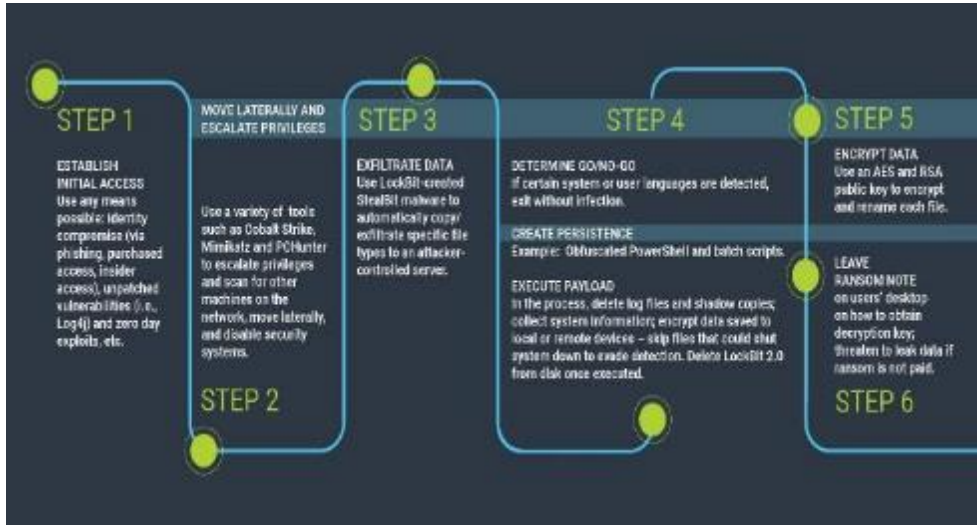 STEP 1
ESTABLISH
INITIAL ACCESS
Use any means
possible: identity
compromise (via
phishing, purchased
access, insider
access), unpatched
vulnerabilities (i.e.,
Log4j) and zero day
exploits, etc.
MOVE LATERALLY AND
ESCALATE PRIVILEGES
Use a variety of tools
such as Cobalt Strike,
Mimikatz and PCHunter
to escalate privileges
and scan for other
machines on the
network, move laterally,
and disable security
systems.
STEP 2
STEP 3
EXFILTRATE DATA
Use LockBit-created
StealBit malware to
automatically copy/
exfiltrate specific file
types to an attacker-
controlled server.
STEP 4
DETERMINE GO/NO-GO
If certain system or user languages are detected,
exit without infection.
CREATE PERSISTENCE
Example: Obfuscated PowerShell and batch scripts.
EXECUTE PAYLOAD
In the process, delete log files and shadow copies;
collect system information; encrypt data saved to
local or remote devices – skip files that could shut
system down to evade detection. Delete LockBit 2.0
from disk once executed.
STEP 5
ENCRYPT DATA
Use an AES and RSA
public key to encrypt
and rename each file.
LEAVE
RANSOM NOTE
on users' desktop
on how to obtain
decryption key;
threaten to leak data if
ransom is not paid.
STEP 6